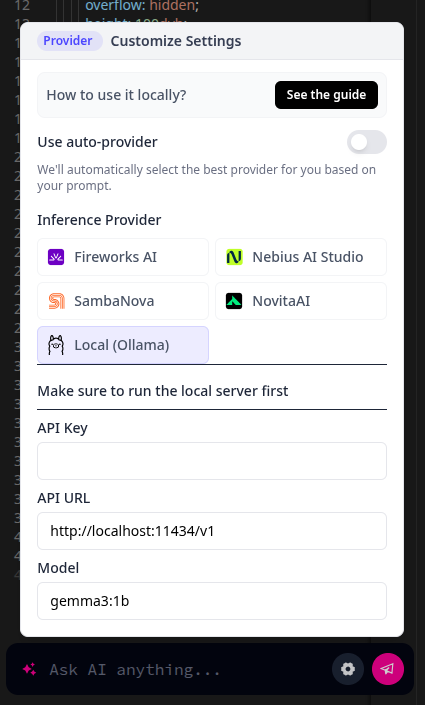 12
overflow: hidden;
Provider Customize Settings
How to use it locally? See the guide
Use auto-provider
We'll automatically select the best provider for you based on
your prompt.
Inference Provider
Fireworks AI Nebius AI Studio
SambaNova NovitaAI
Local (Ollama)
Make sure to run the local server first
API Key
API URL
http://localhost:11434/v1
Model
gemma3:1b
Ask AI anything...